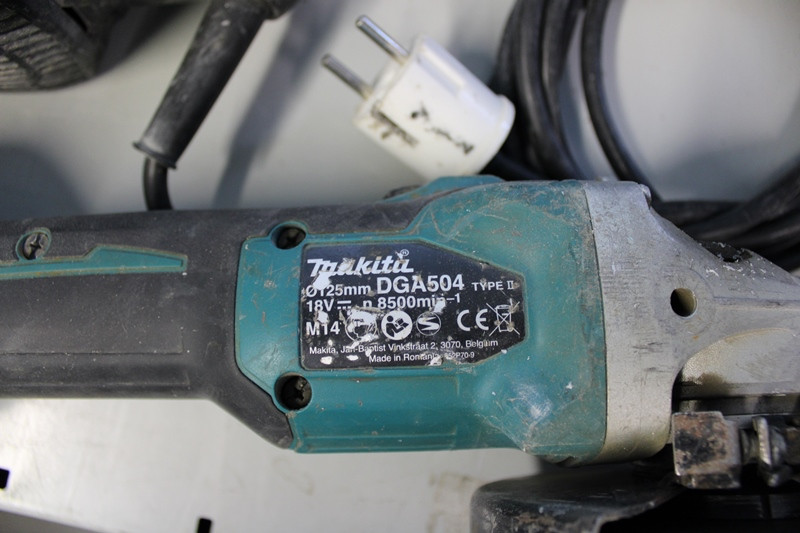 makita®
Ø125mm DGA504 TYPE II
18V⎓ n 8500min-1
M14 CE
Makita, Jan-Baptist Vinkstraat 2, 3070, Belgium
Made in Romania